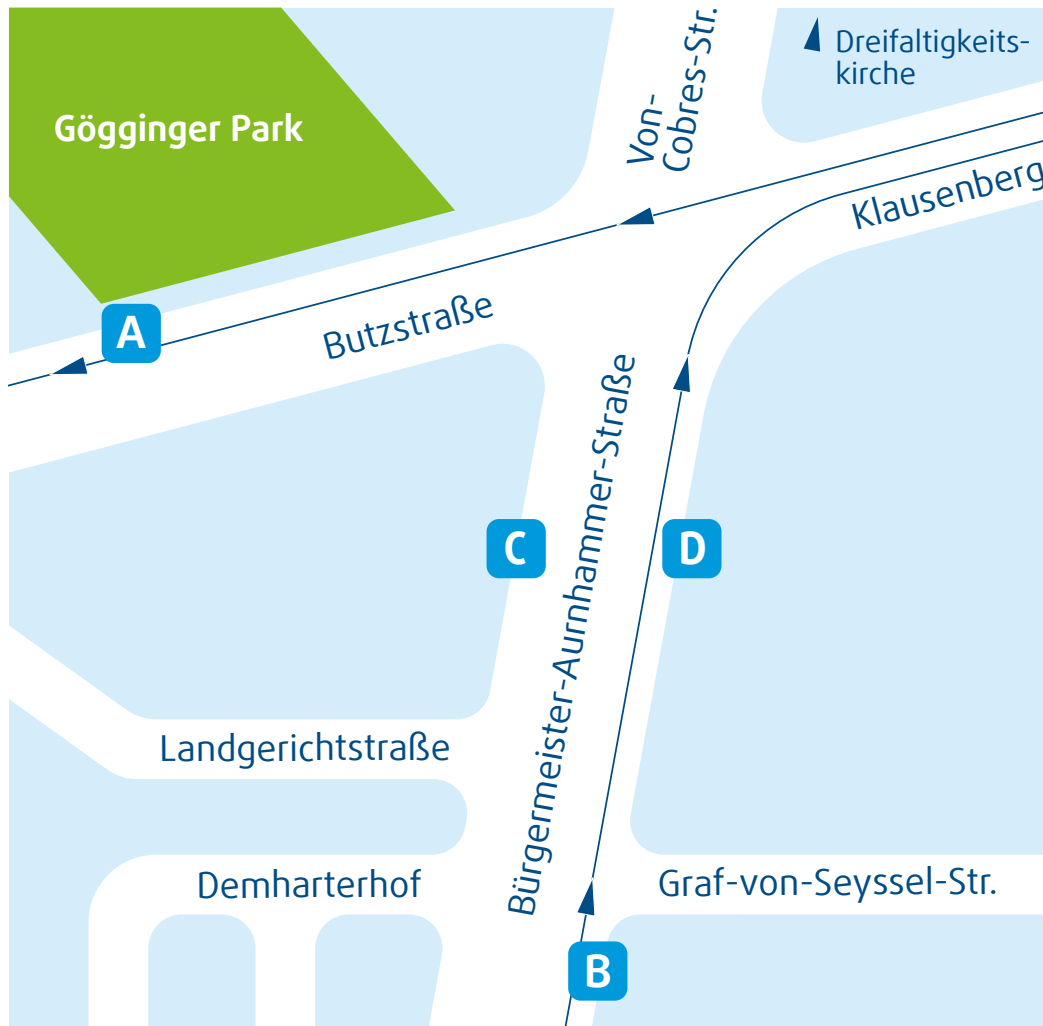 Dreifaltigkeits-
kirche
Von-
Cobres-Str.
Gögginger Park
Klausenberg
A
Butzstraße
Bürgermeister-Aurnhammer-Straße
C
D
Landgerichtstraße
Demharterhof
Graf-von-Seyssel-Str.
B